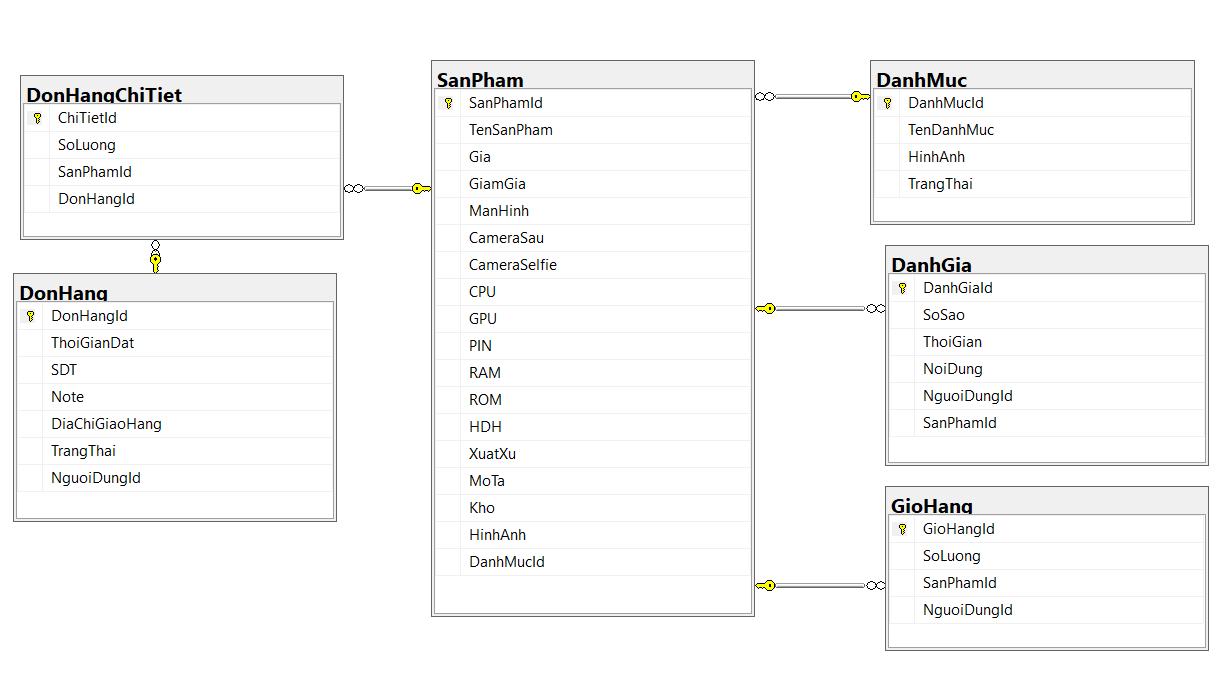 DonHangChiTiet
ChiTietId
SoLuong
SanPhamId
DonHangId
DonHang
DonHangId
ThoiGianDat
SDT
Note
DiaChiGiaoHang
TrangThai
NguoiDungId
SanPham
SanPhamId
TenSanPham
Gia
GiamGia
ManHinh
CameraSau
CameraSelfie
CPU
GPU
PIN
RAM
ROM
HDH
XuatXu
MoTa
Kho
HinhAnh
DanhMucId
DanhMuc
DanhMucId
TenDanhMuc
HinhAnh
TrangThai
DanhGia
DanhGiaId
SoSao
ThoiGian
NoiDung
NguoiDungId
SanPhamId
GioHang
GioHangId
SoLuong
SanPhamId
NguoiDungId